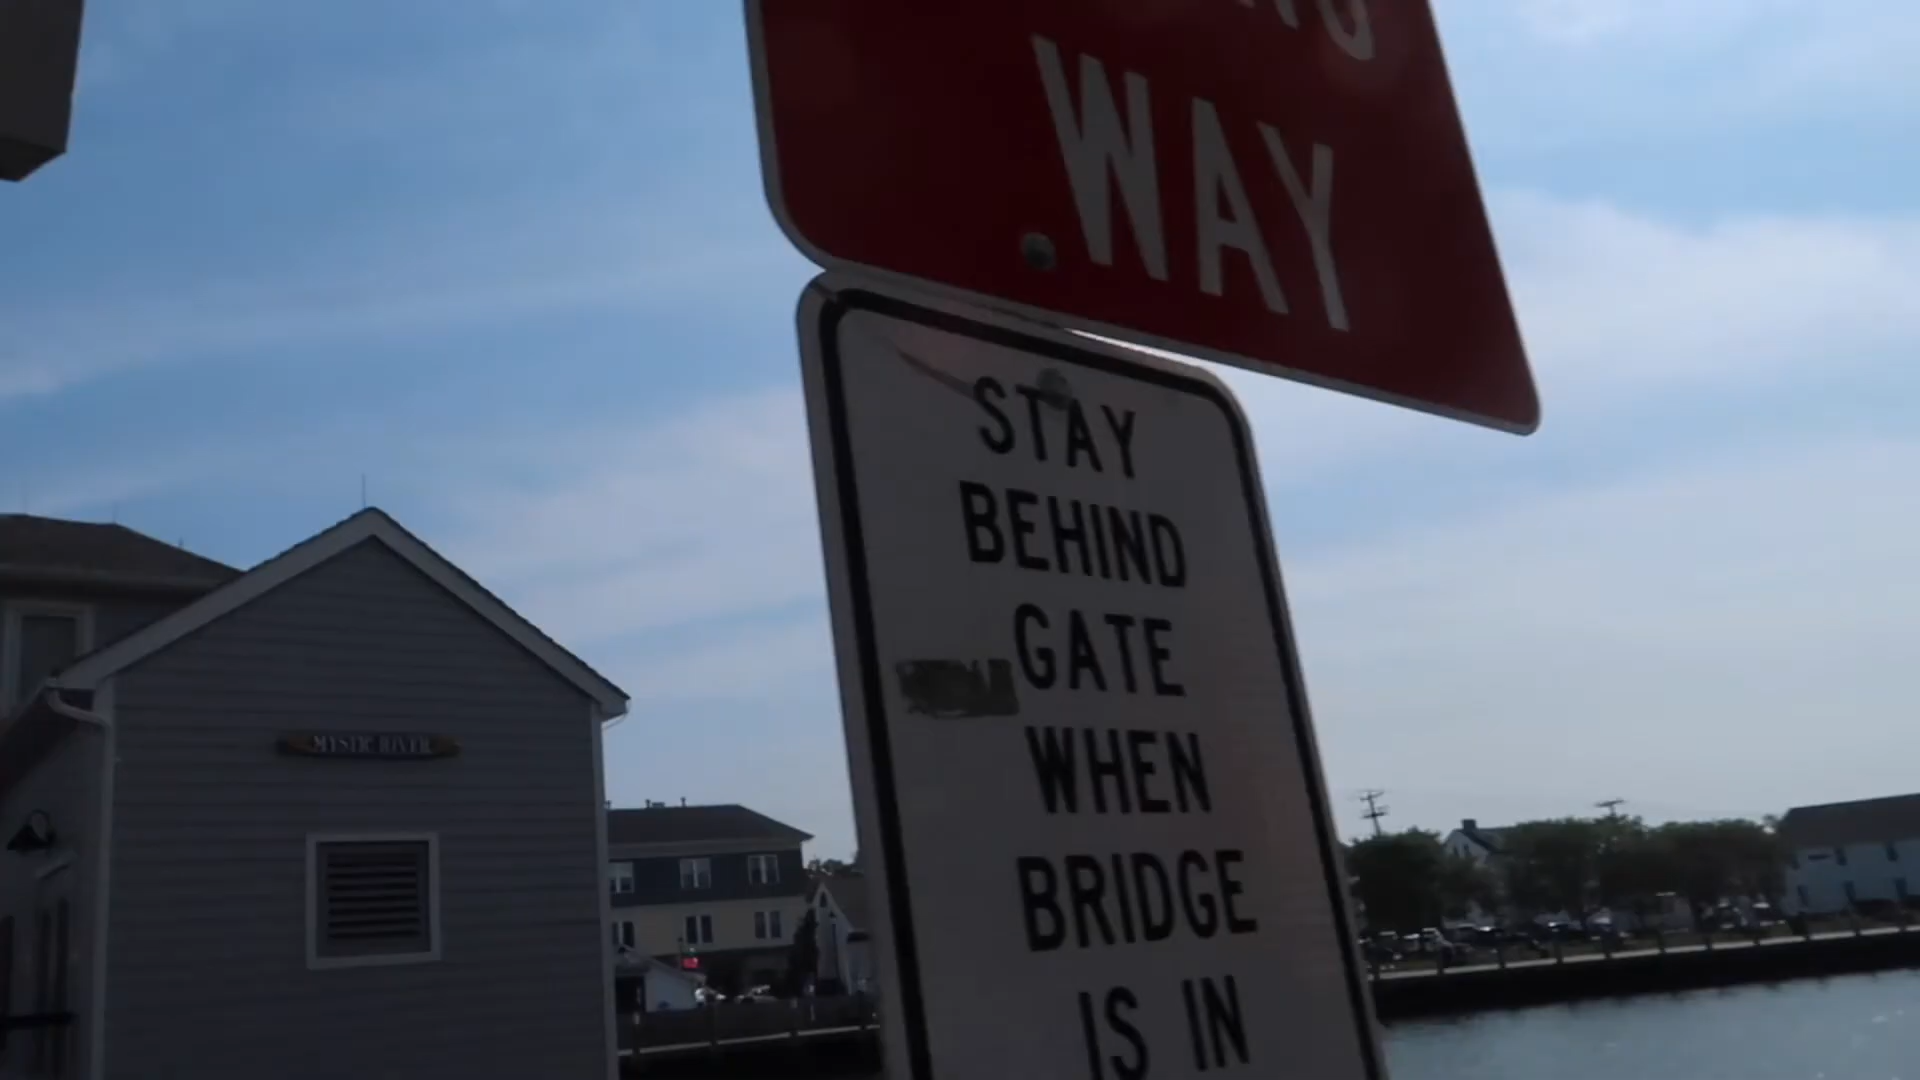 WAY
STAY
BEHIND
GATE
WHEN
BRIDGE
IS IN
MYSTIC RIVER